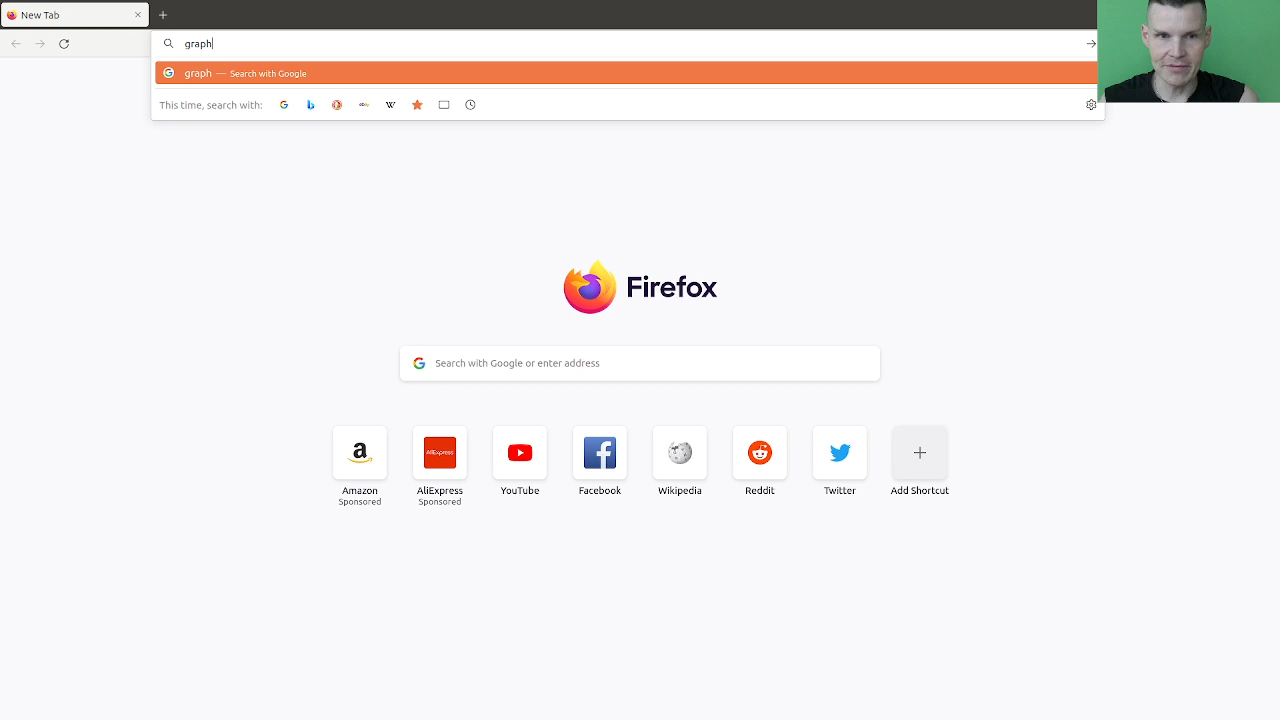 New Tab
graph
graph — Search with Google
This time, search with:
Firefox
Search with Google or enter address
Amazon
Sponsored
AliExpress
AliExpress
Sponsored
YouTube
Facebook
Wikipedia
Reddit
Twitter
Add Shortcut